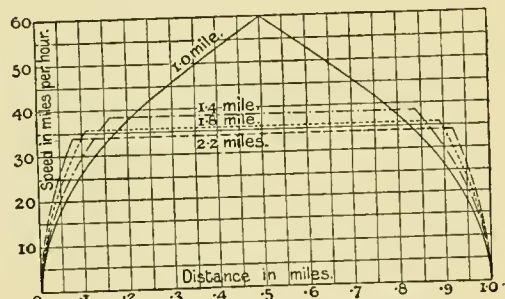 60
50
40
30
20
10
Speed in miles per hour.
1·0 mile.
1·4 mile.
1·6 mile.
2·2 miles.
Distance in miles.
0 ·1 ·2 ·3 ·4 ·5 ·6 ·7 ·8 ·9 1·0